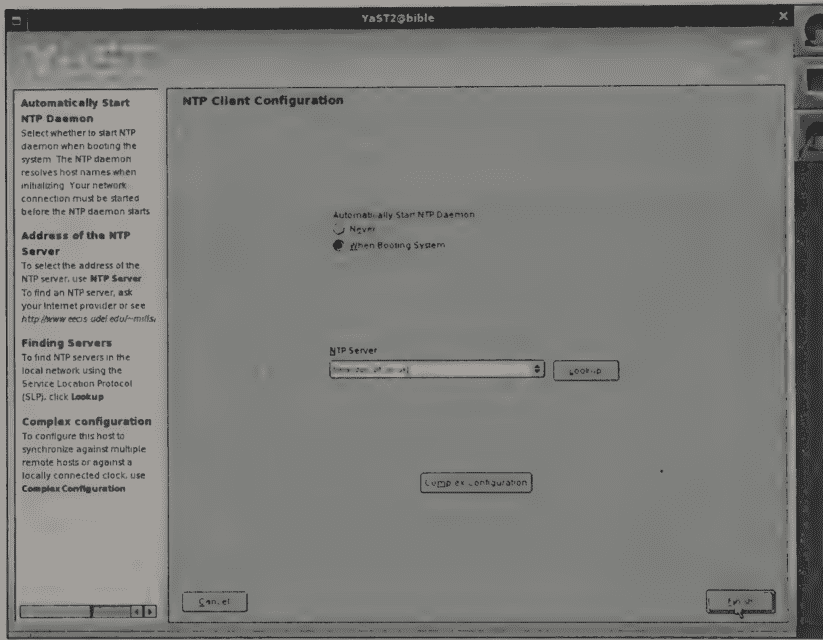 YaST2@bible
YaST
Automatically Start
NTP Daemon
Select whether to start NTP
daemon when booting the
system. The NTP daemon
resolves host names when
initializing. Your network
connection must be started
before the NTP daemon starts
Address of the NTP
Server
To select the address of the
NTP server, use NTP Server
To find an NTP server, ask
your Internet provider or see
http://www.eecis.udel.edu/~mills/
Finding Servers
To find NTP servers in the
local network using the
Service Location Protocol
(SLP), click Lookup
Complex configuration
To configure this host to
synchronize against multiple
remote hosts or against a
locally connected clock, use
Complex Configuration
NTP Client Configuration
Automatically Start NTP Daemon
Never
When Booting System
NTP Server
Lookup
Complex Configuration
Cancel
Finish